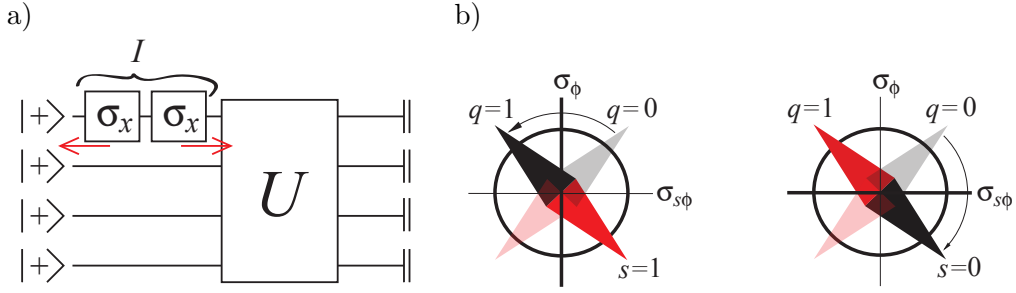 a)
I
|+> σx σx
|+>
|+>
|+>
U
b)
σϕ
q=1 q=0
σsϕ
s=1
σϕ
q=1 q=0
σsϕ
s=0